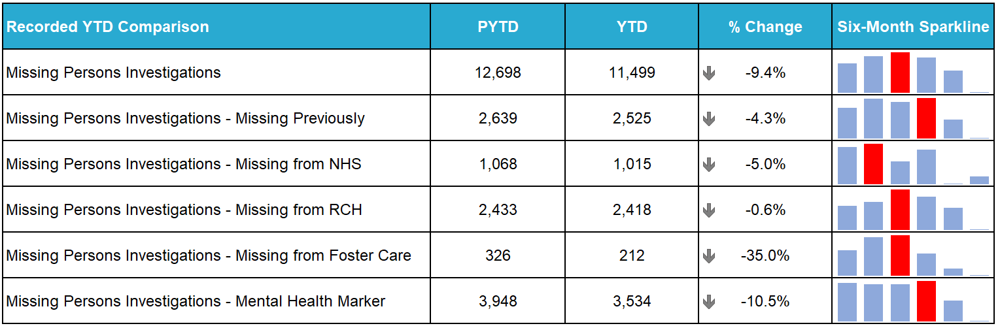 Recorded YTD Comparison PYTD YTD % Change Six-Month Sparkline
Missing Persons Investigations 12,698 11,499 -9.4%
Missing Persons Investigations - Missing Previously 2,639 2,525 -4.3%
Missing Persons Investigations - Missing from NHS 1,068 1,015 -5.0%
Missing Persons Investigations - Missing from RCH 2,433 2,418 -0.6%
Missing Persons Investigations - Missing from Foster Care 326 212 -35.0%
Missing Persons Investigations - Mental Health Marker 3,948 3,534 -10.5%